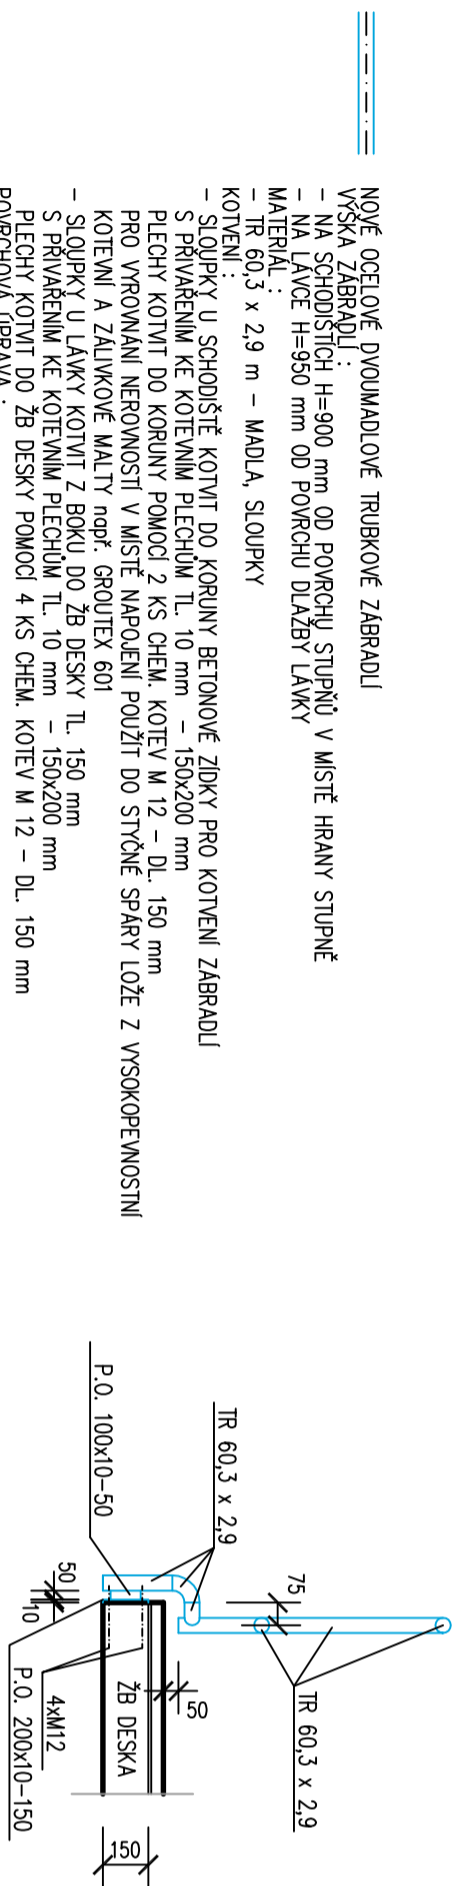 NOVÉ OCELOVÉ DVOUMADLOVÉ TRUBKOVÉ ZÁBRADLÍ
VÝŠKA ZÁBRADLÍ :
- NA SCHODIŠTÍCH H=900 mm OD POVRCHU STUPŇŮ V MÍSTĚ HRANY STUPNĚ
- NA LÁVCE H=950 mm OD POVRCHU DLAŽBY LÁVKY
MATERIÁL :
- TR 60,3 x 2,9 m - MADLA, SLOUPKY
KOTVENÍ :
- SLOUPKY U SCHODIŠTĚ KOTVIT DO KORUNY BETONOVÉ ZÍDKY PRO KOTVENÍ ZÁBRADLÍ
S PŘIVAŘENÍM KE KOTEVNÍM PLECHŮM TL. 10 mm - 150x200 mm
PLECHY KOTVIT DO KORUNY POMOCÍ 2 KS CHEM. KOTEV M 12 - DL. 150 mm
PRO VYROVNÁNÍ NEROVNOSTÍ V MÍSTĚ NAPOJENÍ POUŽÍT DO STYČNÉ SPÁRY LOŽE Z VYSOKOPEVNOSTNÍ
KOTEVNÍ A ZÁLIVKOVÉ MALTY např. GROUTEX 601
- SLOUPKY U LÁVKY KOTVIT Z BOKU DO ŽB DESKY TL. 150 mm
S PŘIVAŘENÍM KE KOTEVNÍM PLECHŮM TL. 10 mm - 150x200 mm
PLECHY KOTVIT DO ŽB DESKY POMOCÍ 4 KS CHEM. KOTEV M 12 - DL. 150 mm
POVRCHOVÁ ÚPRAVA :
75
TR 60,3 x 2,9
TR 60,3 x 2,9
50
P.O. 100x10-50
ŽB DESKA
150
50
10
4xM12
P.O. 200x10-150